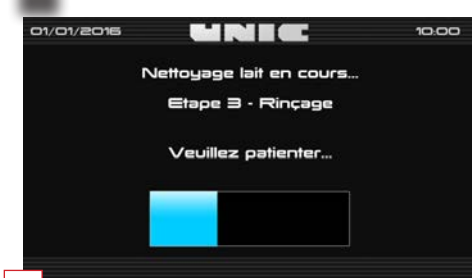 01/01/2016 UNIC 10:00
Nettoyage lait en cours...
Etape 3 - Rinçage
Veuillez patienter...